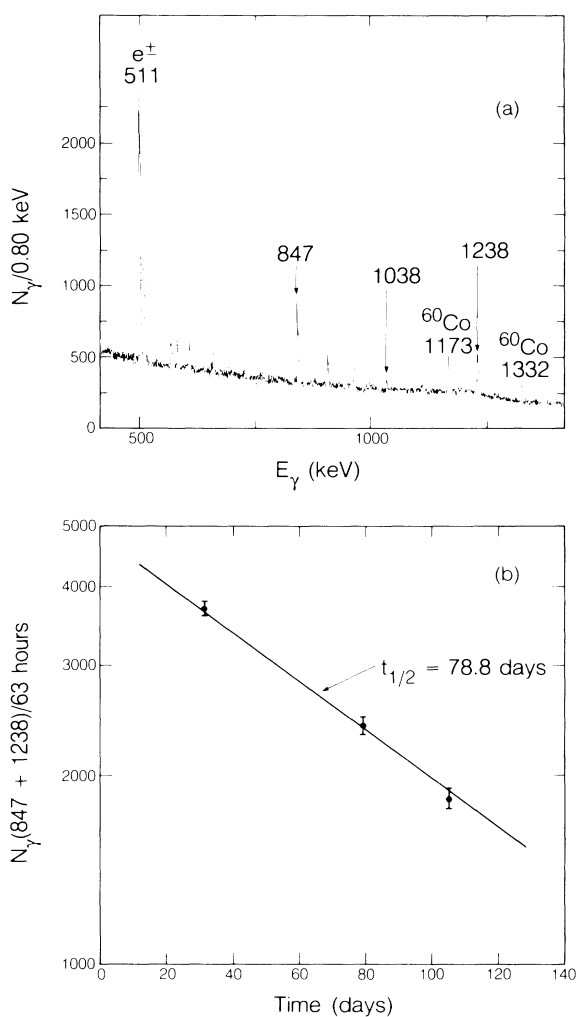 e±
511
(a)
2000
1500
1000
500
0
Nγ/0.80 keV
847
1038
1238
⁶⁰Co
1173
⁶⁰Co
1332
500
1000
Eγ (keV)
5000
4000
3000
2000
1000
(b)
t1/2 = 78.8 days
Nγ(847 + 1238)/63 hours
0
20
40
60
80
100
120
140
Time (days)